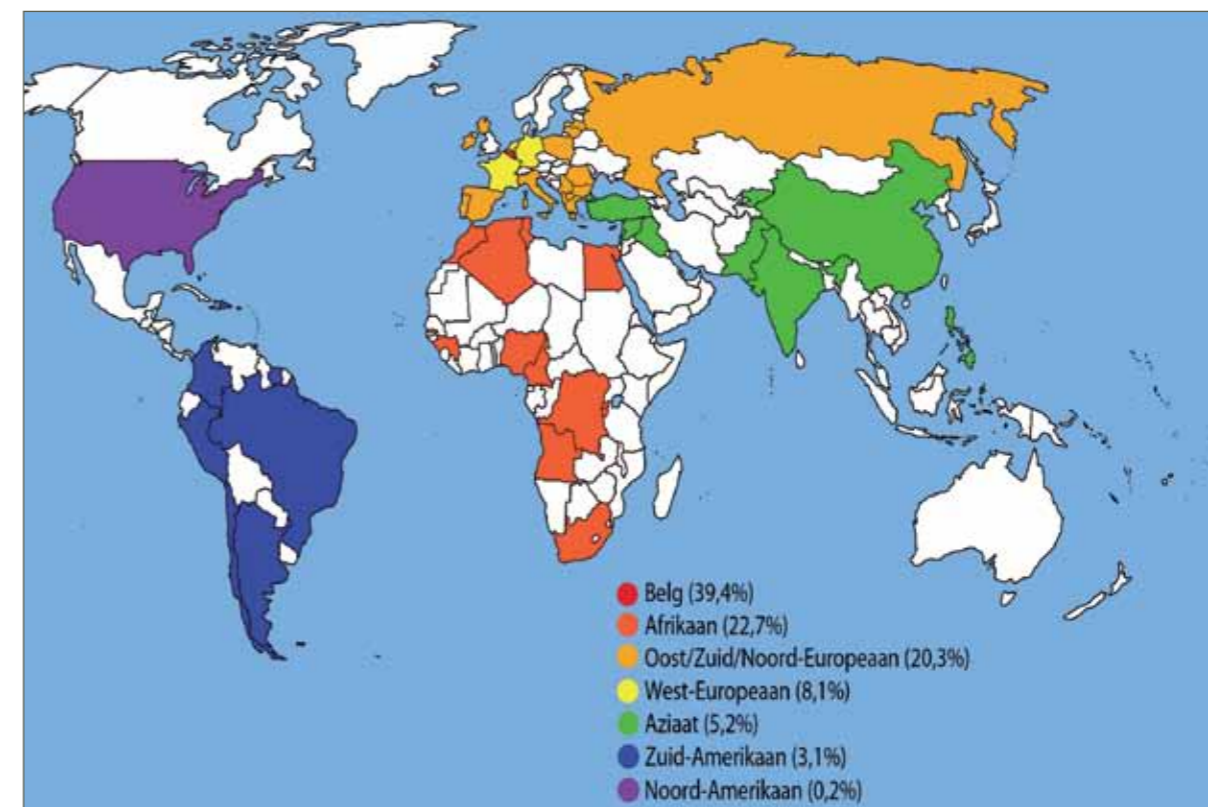 Belg (39,4%)
Afrikaan (22,7%)
Oost/Zuid/Noord-Europeaan (20,3%)
West-Europeaan (8,1%)
Aziaat (5,2%)
Zuid-Amerikaan (3,1%)
Noord-Amerikaan (0,2%)